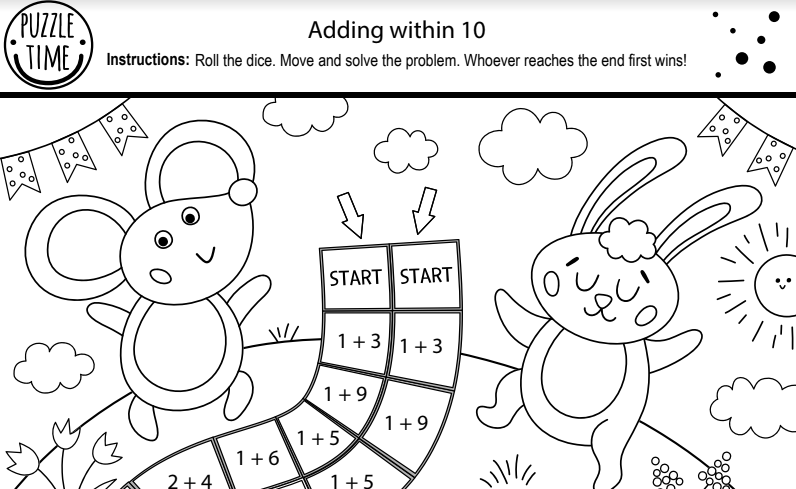 PUZZLE
TIME
Adding within 10
Instructions: Roll the dice. Move and solve the problem. Whoever reaches the end first wins!
START START
1 + 3 1 + 3
1 + 9 1 + 9
1 + 5
1 + 6
2 + 4 1 + 5